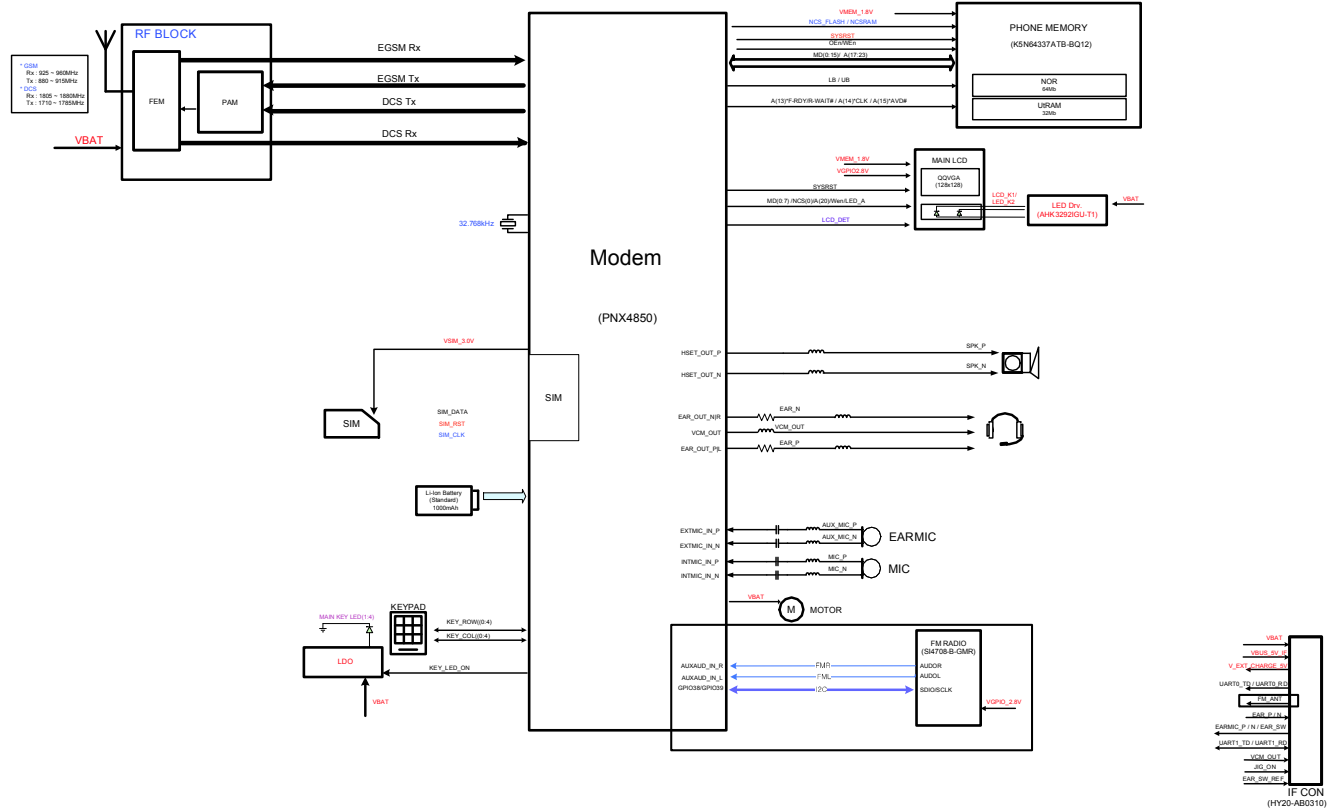 RF BLOCK
* GSM
Rx : 925 ~ 960MHz
Tx : 880 ~ 915MHz
* DCS
Rx : 1805 ~ 1880MHz
Tx : 1710 ~ 1785MHz
FEM
PAM
VBAT
EGSM Rx
EGSM Tx
DCS Tx
DCS Rx
32.768kHz
Modem
(PNX4850)
VSIM_3.0V
SIM
SIM
SIM_DATA
SIM_RST
SIM_CLK
Li-Ion Battery
(Standard)
1000mAh
MAIN KEY LED(1:4)
KEYPAD
KEY_ROW((0:4)
KEY_COL((0:4)
LDO
KEY_LED_ON
VBAT
VMEM_1.8V
NCS_FLASH / NCSRAM
SYSRST
OEn/WEn
MD(0:15)/ A(17:23)
LB / UB
A(13)*F-RDY/R-WAIT# / A(14)*CLK / A(15)*AVD#
PHONE MEMORY
(K5N64337ATB-BQ12)
NOR
64Mb
UtRAM
32Mb
VMEM_1.8V
VGPIO2.8V
SYSRST
MD(0:7) /NCS(0)/A(20)/Wen/LED_A
LCD_DET
MAIN LCD
QQVGA
(128x128)
LCD_K1/
LED_K2
LED Drv.
(AHK3292IGU-T1)
VBAT
HSET_OUT_P
SPK_P
HSET_OUT_N
SPK_N
EAR_OUT_N|R
EAR_N
VCM_OUT
VCM_OUT
EAR_OUT_P|L
EAR_P
EXTMIC_IN_P
AUX_MIC_P
EXTMIC_IN_N
AUX_MIC_N
EARMIC
INTMIC_IN_P
MIC_P
INTMIC_IN_N
MIC_N
MIC
VBAT
M
MOTOR
FM RADIO
(SI4708-B-GMR)
AUXAUD_IN_R
FMR
AUDOR
AUXAUD_IN_L
FML
AUDOL
GPIO38/GPIO39
I2C
SDIO/SCLK
VGPIO_2.8V
VBAT
VBUS_5V_IF
V_EXT_CHARGE_5V
UART0_TD / UART0_RD
FM_ANT
EAR_P / N
EARMIC_P / N / EAR_SW
UART1_TD / UART1_RD
VCM_OUT
JIG_ON
EAR_SW_REF
IF CON
(HY20-AB0310)